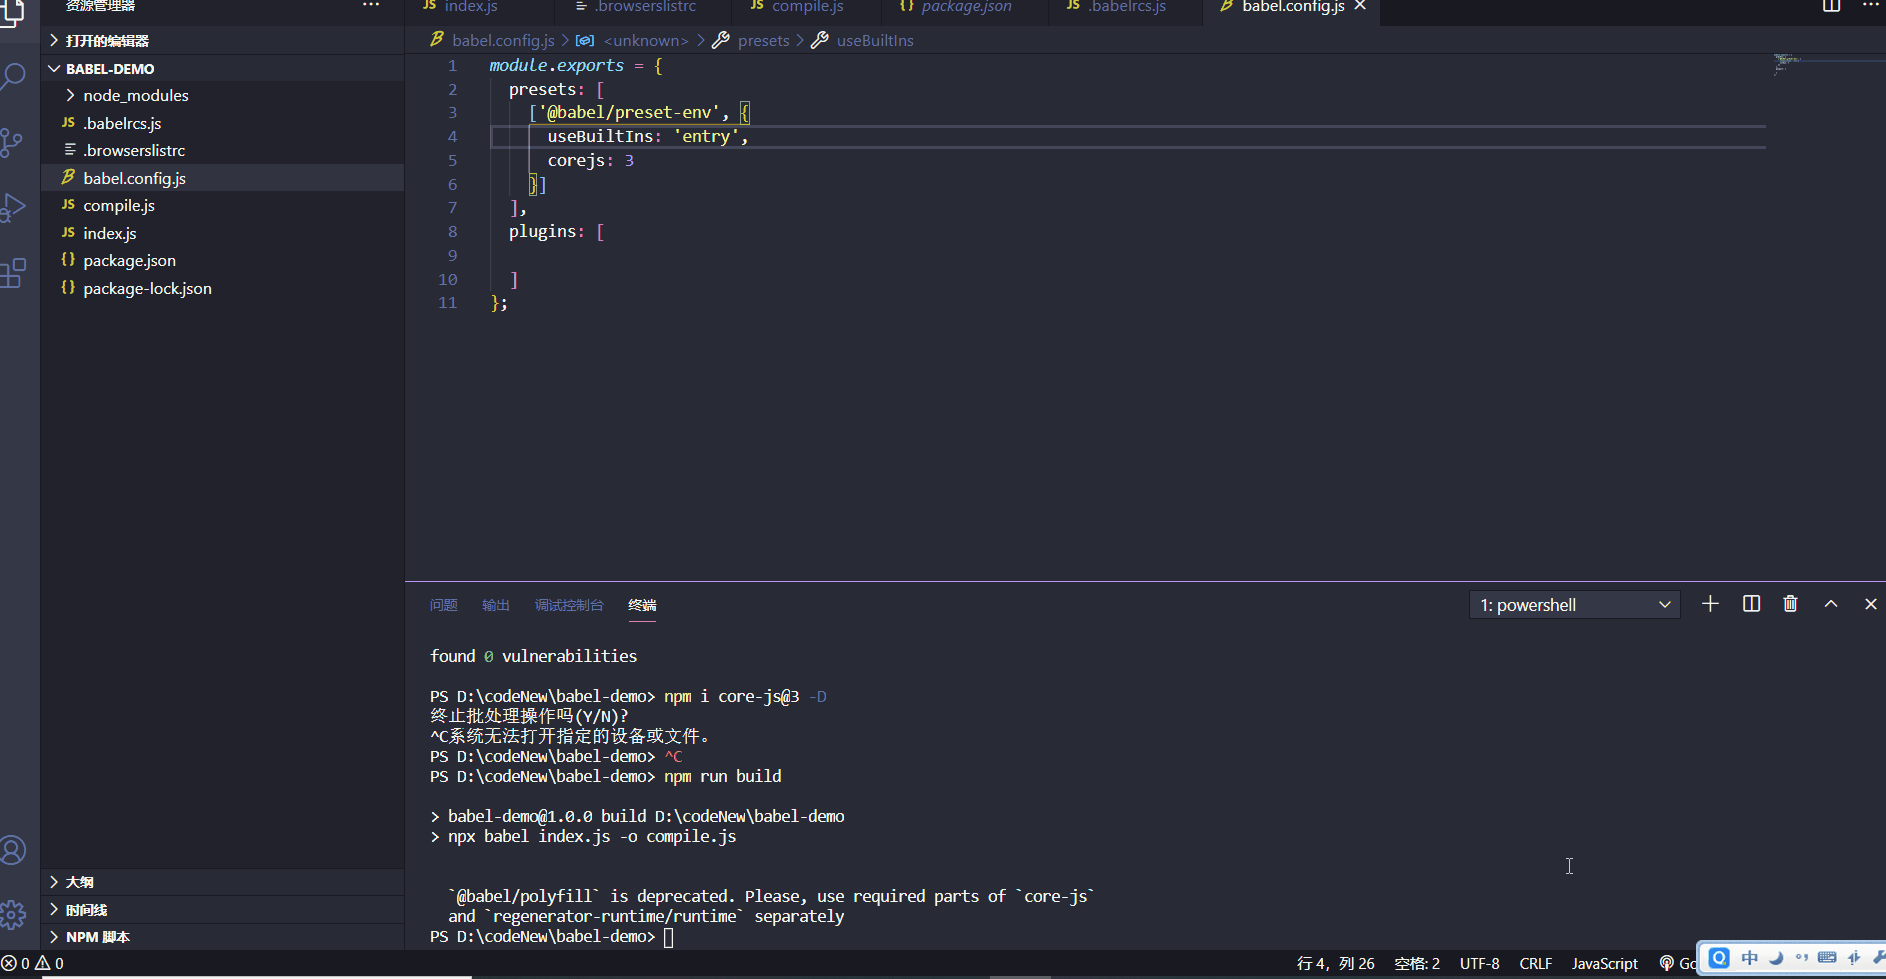 资源管理器
index.js
.browserslistrc
compile.js
package.json
.babelrcs.js
babel.config.js
打开的编辑器
BABEL-DEMO
node_modules
.babelrcs.js
.browserslistrc
babel.config.js
compile.js
index.js
package.json
package-lock.json
大纲
时间线
NPM 脚本
babel.config.js > <unknown> > presets > useBuiltIns
1 module.exports = {
2 presets: [
3 ['@babel/preset-env', {
4 useBuiltIns: 'entry',
5 corejs: 3
6 }]
7 ],
8 plugins: [
9
10 ]
11 };
问题 输出 调试控制台 终端
1: powershell
found 0 vulnerabilities
PS D:\codeNew\babel-demo> npm i core-js@3 -D
终止批处理操作吗(Y/N)?
^C系统无法打开指定的设备或文件。
PS D:\codeNew\babel-demo> ^C
PS D:\codeNew\babel-demo> npm run build
> babel-demo@1.0.0 build D:\codeNew\babel-demo
> npx babel index.js -o compile.js
`@babel/polyfill` is deprecated. Please, use required parts of `core-js`
and `regenerator-runtime/runtime` separately
PS D:\codeNew\babel-demo>
0 0
行 4，列 26 空格: 2 UTF-8 CRLF JavaScript Go
中